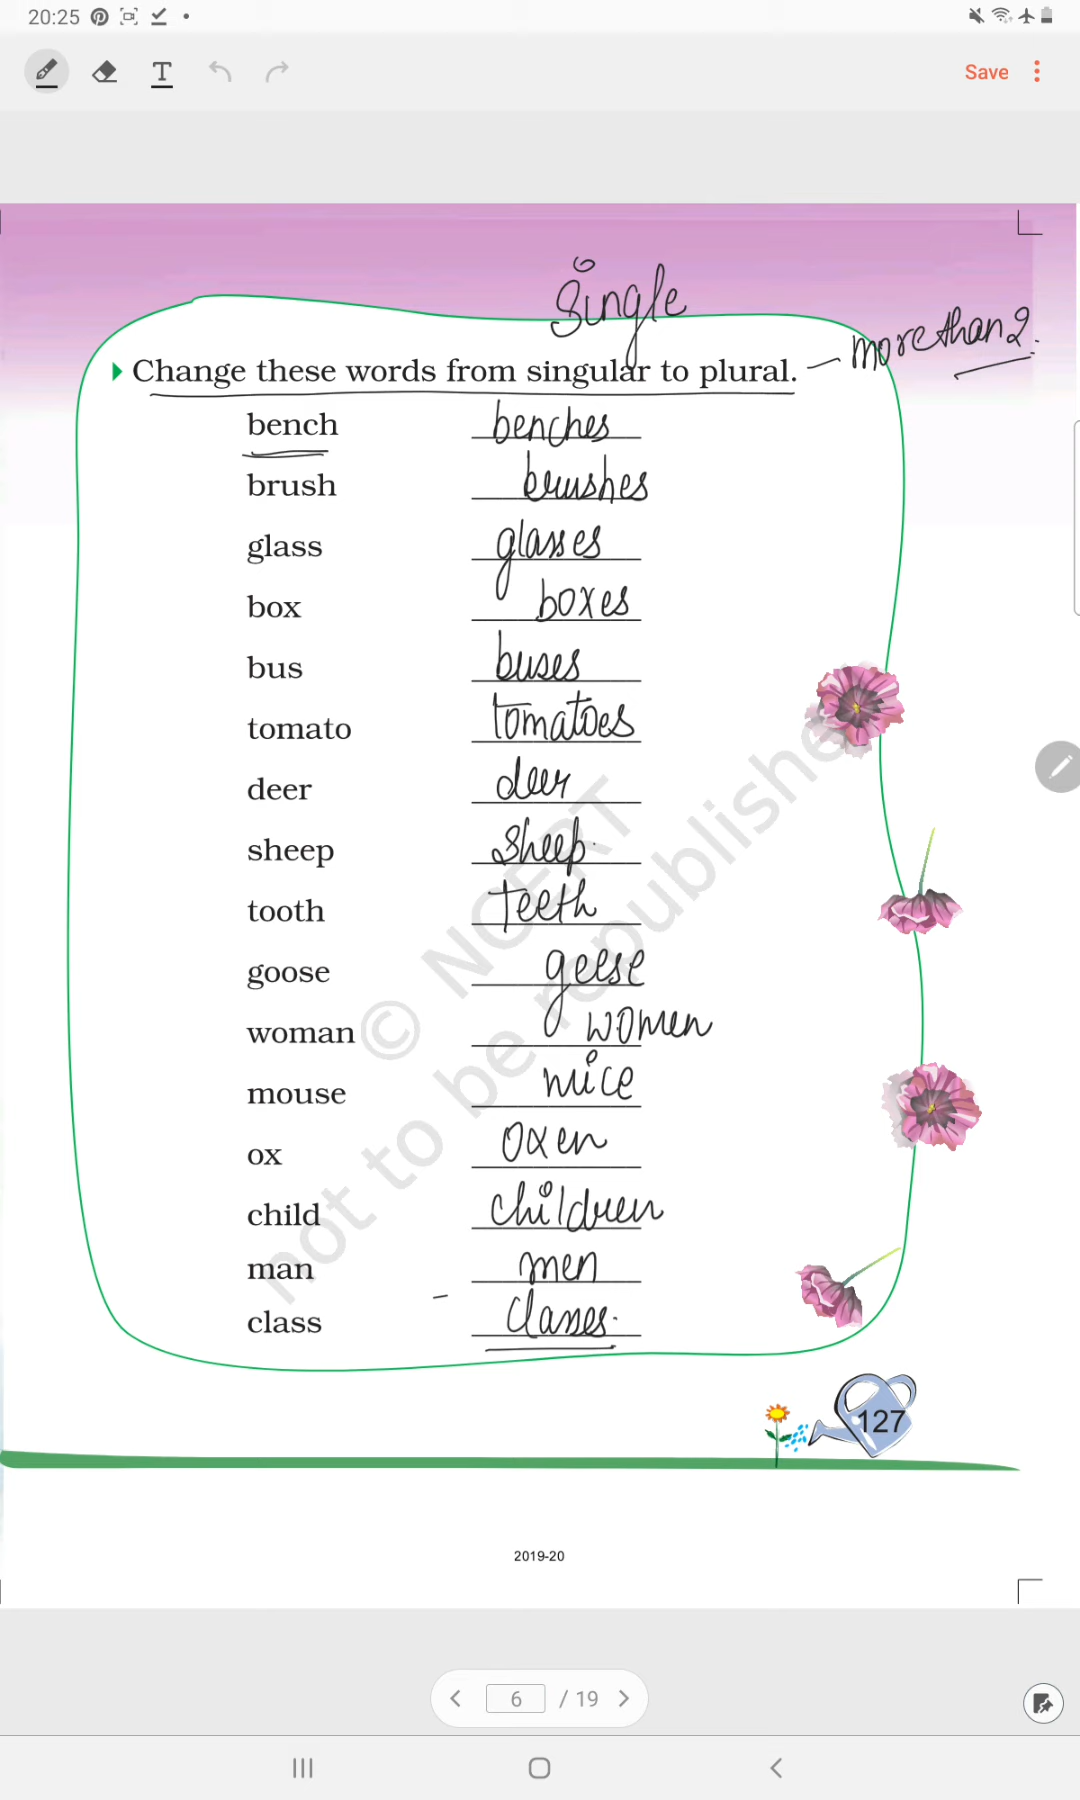 20:25
Save
Single
more than 2.
Change these words from singular to plural.
bench benches
brush brushes
glass glasses
box boxes
bus buses
tomato tomatoes
deer deer
sheep sheep.
tooth teeth
goose geese
woman women
mouse mice
ox oxen
child children
man men
class classes.
© NCERT
not to be republished
127
2019-20
6 / 19